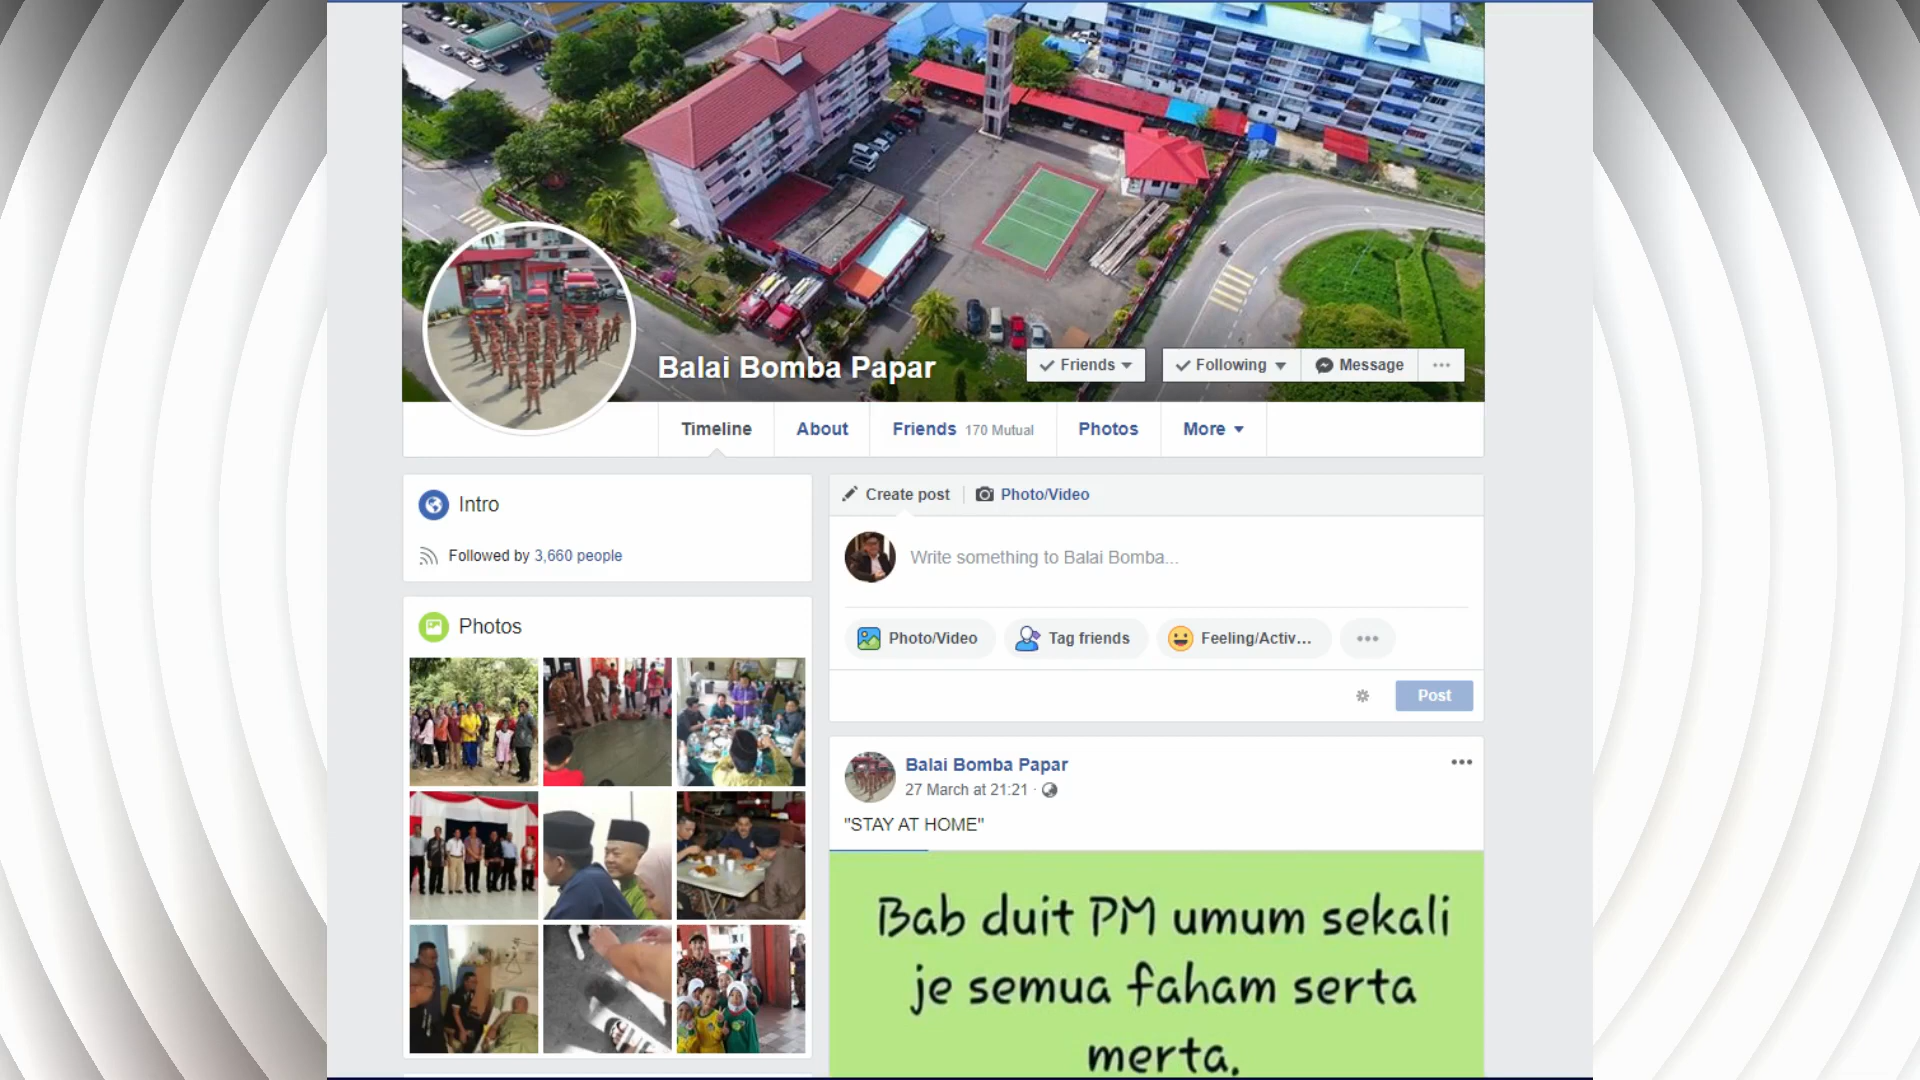 Balai Bomba Papar
Friends
Following
Message
Timeline
About
Friends 170 Mutual
Photos
More
Intro
Followed by 3,660 people
Photos
Create post
Photo/Video
Write something to Balai Bomba...
Photo/Video
Tag friends
Feeling/Activ...
Post
Balai Bomba Papar
27 March at 21:21 ·
"STAY AT HOME"
Bab duit PM umum sekali
je semua faham serta
merta.